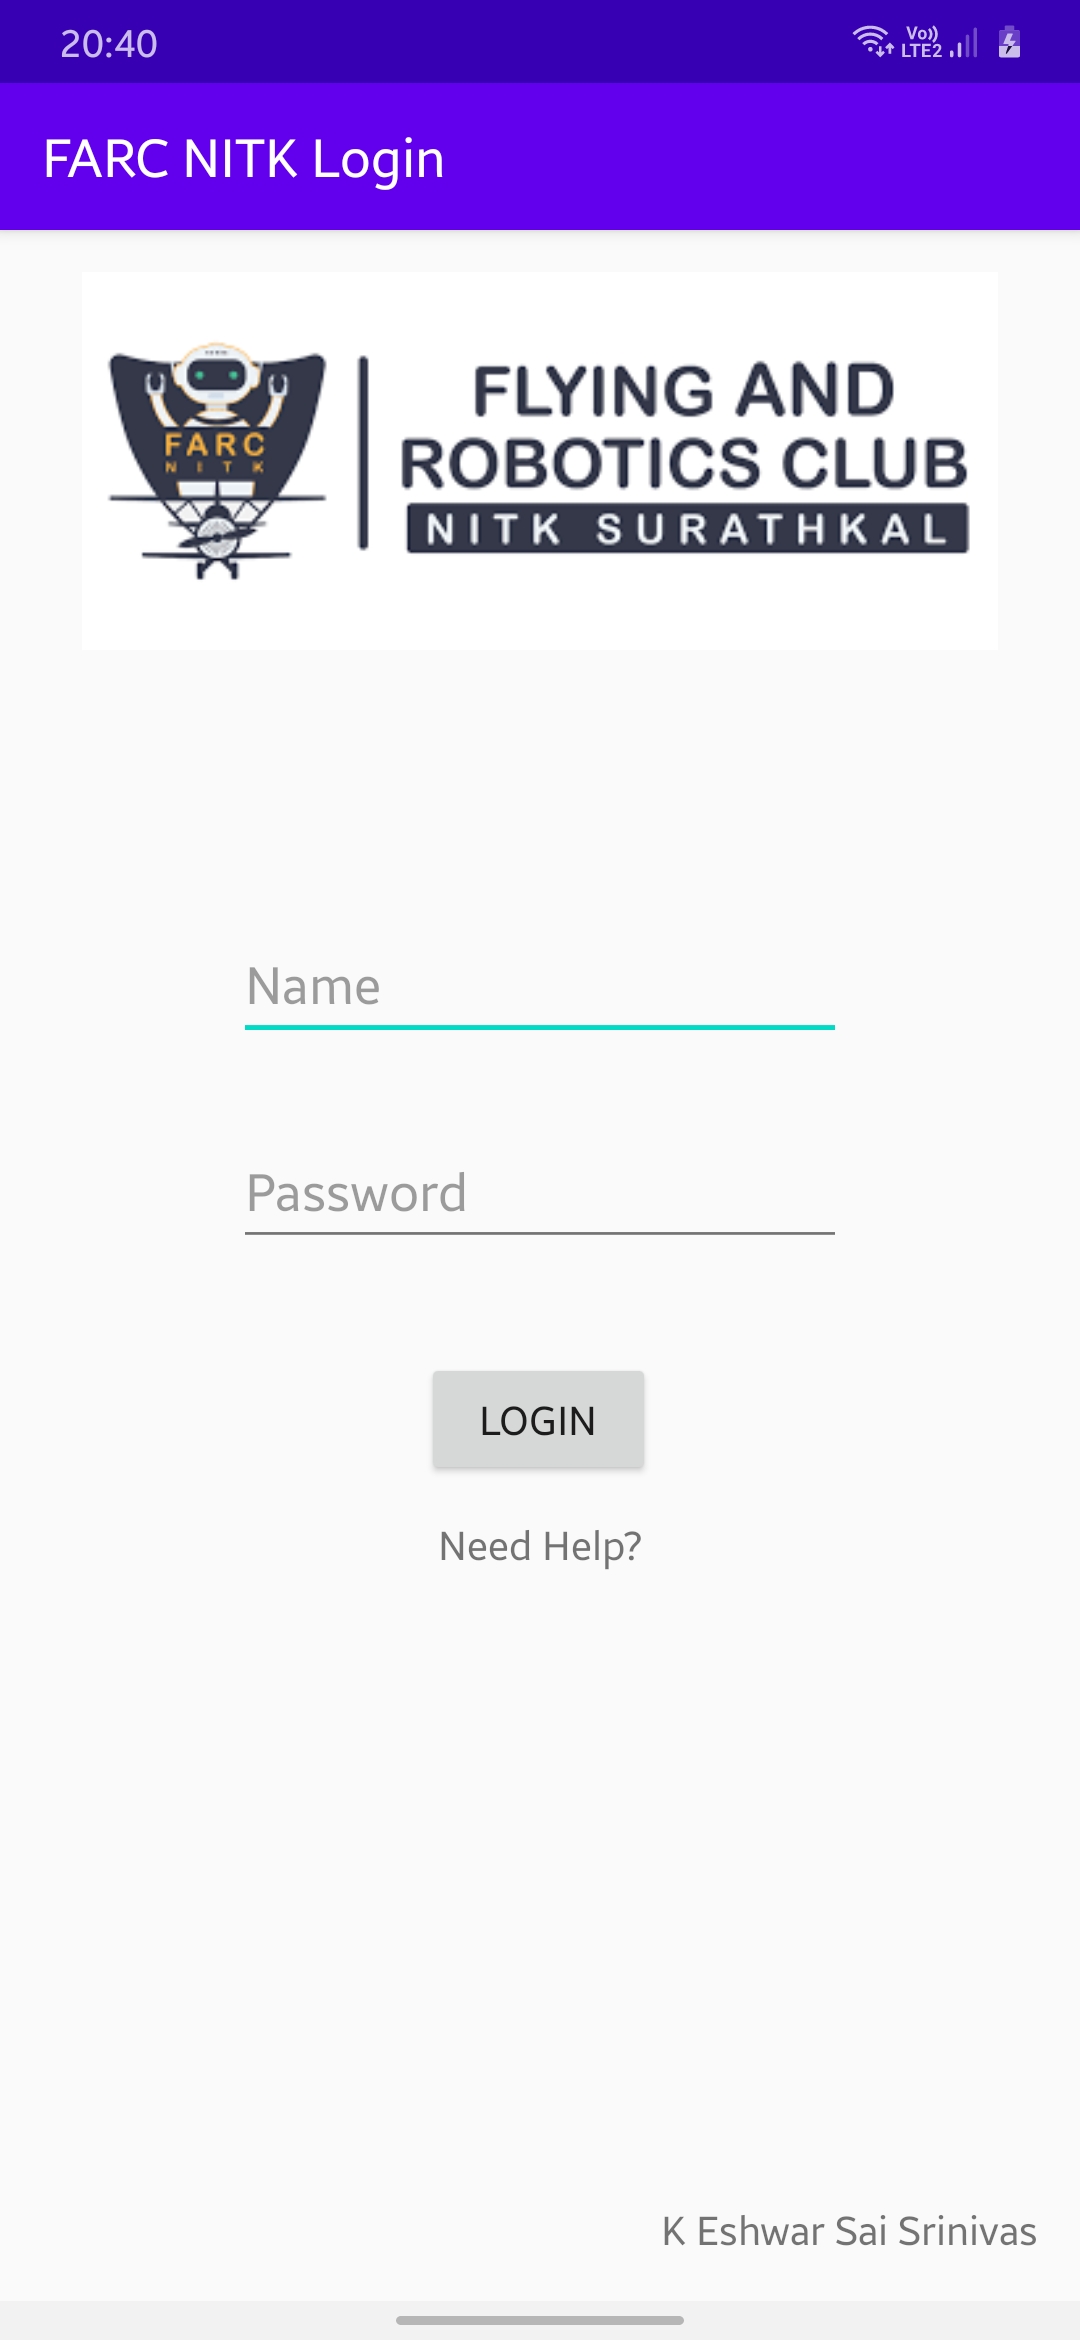 20:40
Vo))
LTE2
FARC NITK Login
FARC
NITK
FLYING AND
ROBOTICS CLUB
NITK SURATHKAL
Name
Password
LOGIN
Need Help?
K Eshwar Sai Srinivas